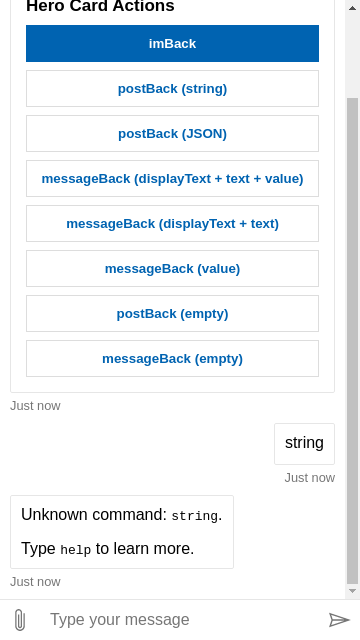 Hero Card Actions
imBack
postBack (string)
postBack (JSON)
messageBack (displayText + text + value)
messageBack (displayText + text)
messageBack (value)
postBack (empty)
messageBack (empty)
Just now
string
Just now
Unknown command: string.
Type help to learn more.
Just now
Type your message